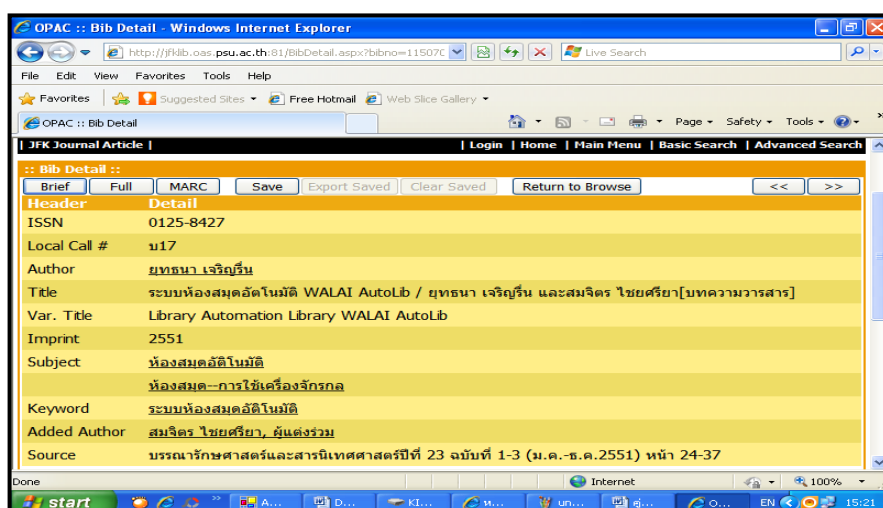 OPAC :: Bib Detail - Windows Internet Explorer
http://jfklib.oas.psu.ac.th:81/BibDetail.aspx?bibno=11507C Live Search
File Edit View Favorites Tools Help
Favorites Suggested Sites Free Hotmail Web Slice Gallery
OPAC :: Bib Detail Page Safety Tools »
| JFK Journal Article | | Login | Home | Main Menu | Basic Search | Advanced Search
:: Bib Detail ::
Brief Full MARC Save Export Saved Clear Saved Return to Browse << >>
Header Detail
ISSN 0125-8427
Local Call # บ17
Author ยุทธนา เจริญรื่น
Title ระบบห้องสมุดอัตโนมัติ WALAI AutoLib / ยุทธนา เจริญรื่น และสมจิตร ไชยศรียา[บทความวารสาร]
Var. Title Library Automation Library WALAI AutoLib
Imprint 2551
Subject ห้องสมุดอัติโนมัติ
ห้องสมุด--การใช้เครื่องจักรกล
Keyword ระบบห้องสมุดอัติโนมัติ
Added Author สมจิตร ไชยศรียา, ผู้แต่งร่วม
Source บรรณารักษศาสตร์และสารนิเทศศาสตร์ปีที่ 23 ฉบับที่ 1-3 (ม.ค.-ธ.ค.2551) หน้า 24-37
Done Internet 100%
start » A... D... KI... ห... un... คู่... O... EN 15:21